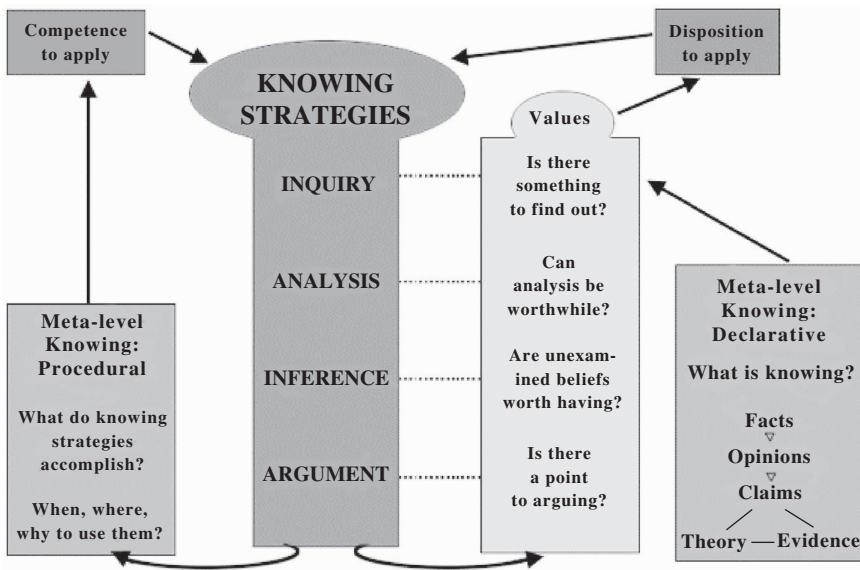 Competence
to apply
Disposition
to apply
KNOWING
STRATEGIES
INQUIRY
ANALYSIS
INFERENCE
ARGUMENT
Values
Is there
something
to find out?
Can
analysis be
worthwhile?
Are unexam-
ined beliefs
worth having?
Is there
a point
to arguing?
Meta-level
Knowing:
Procedural
What do knowing
strategies
accomplish?
When, where,
why to use them?
Meta-level
Knowing:
Declarative
What is knowing?
Facts
Opinions
Claims
Theory — Evidence